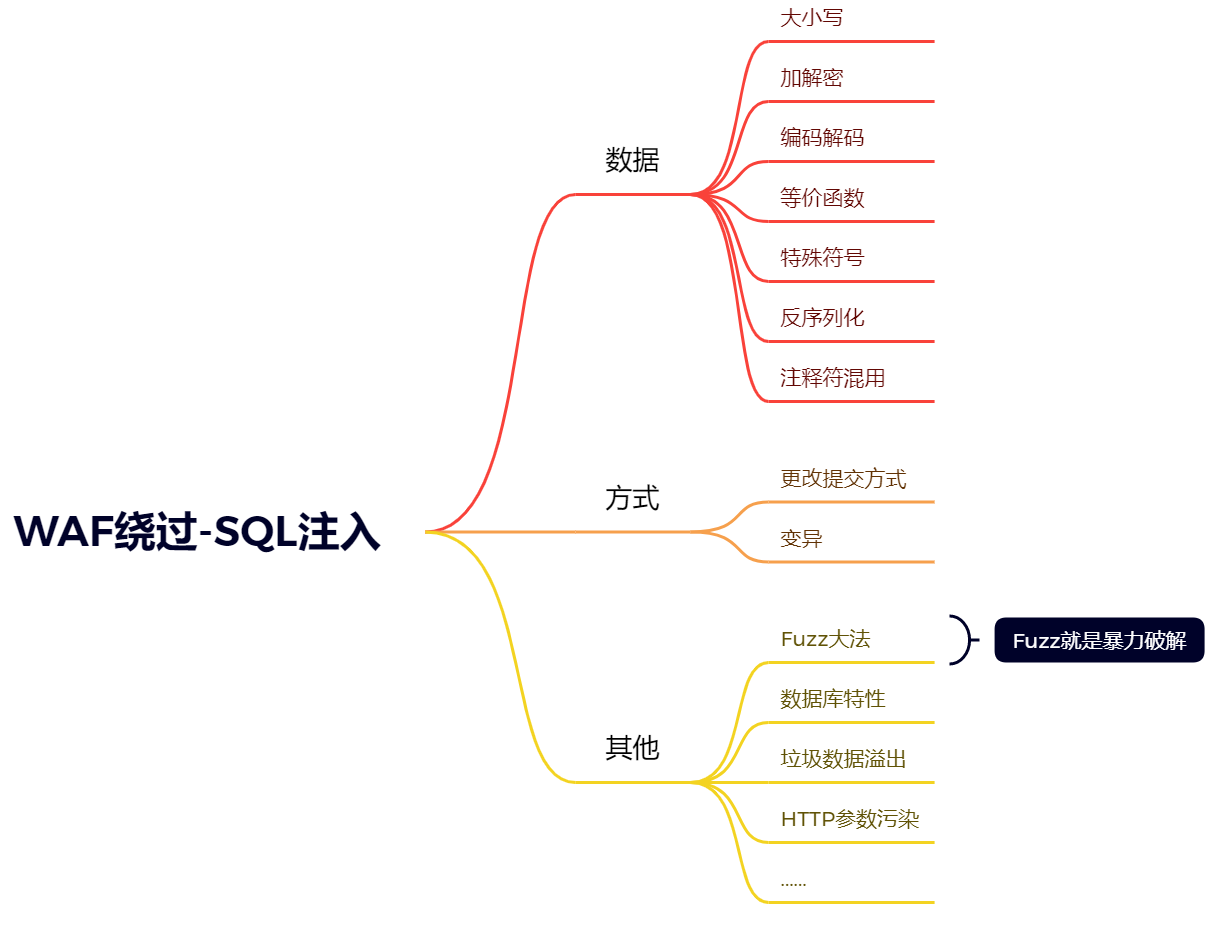 WAF绕过-SQL注入
数据
大小写
加解密
编码解码
等价函数
特殊符号
反序列化
注释符混用
方式
更改提交方式
变异
其他
Fuzz大法
Fuzz就是暴力破解
数据库特性
垃圾数据溢出
HTTP参数污染
......